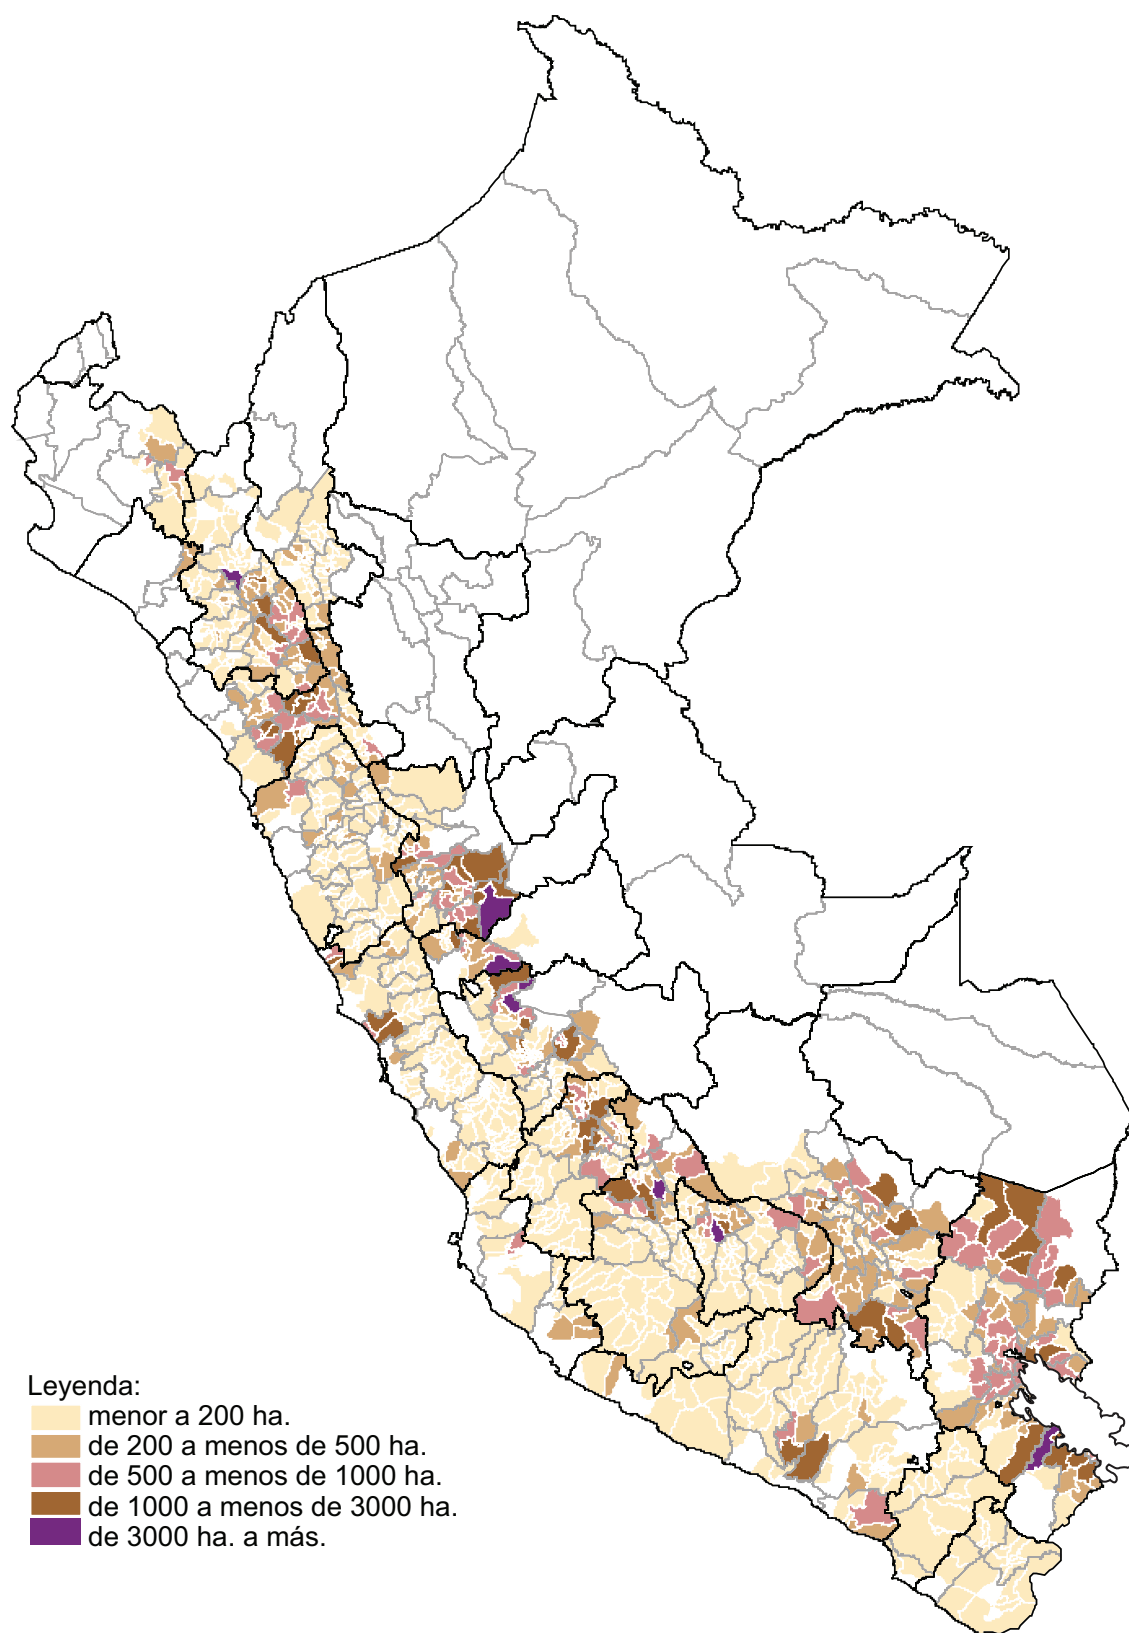 Leyenda:
menor a 200 ha.
de 200 a menos de 500 ha.
de 500 a menos de 1000 ha.
de 1000 a menos de 3000 ha.
de 3000 ha. a más.